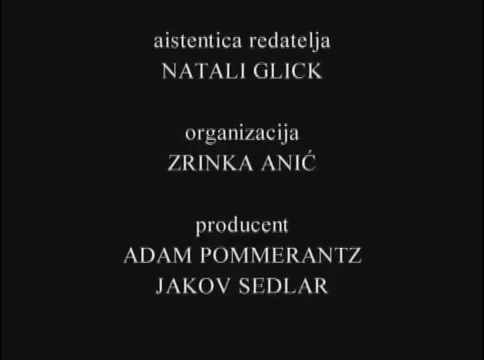 aistentica redatelja
NATALI GLICK
organizacija
ZRINKA ANIĆ
producent
ADAM POMMERANTZ
JAKOV SEDLAR